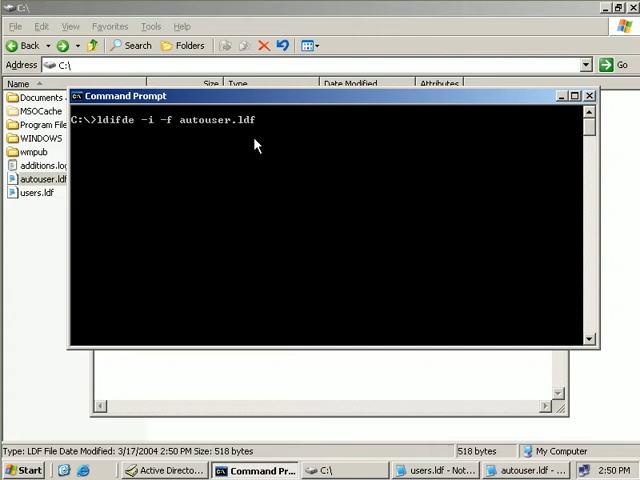 C:\
File Edit View Favorites Tools Help
Back Search Folders
Address C:\ Go
Name Size Type Date Modified Attributes
Command Prompt
C:\>ldifde -i -f autouser.ldf
Documents
MSOCache
Program File
WINDOWS
wmpub
additions.log
autouser.ldf
users.ldf
Type: LDF File Date Modified: 3/17/2004 2:50 PM Size: 518 bytes 518 bytes My Computer
Start Active Directo... Command Pr... C:\ users.ldf - Not... autouser.ldf - ... 2:50 PM